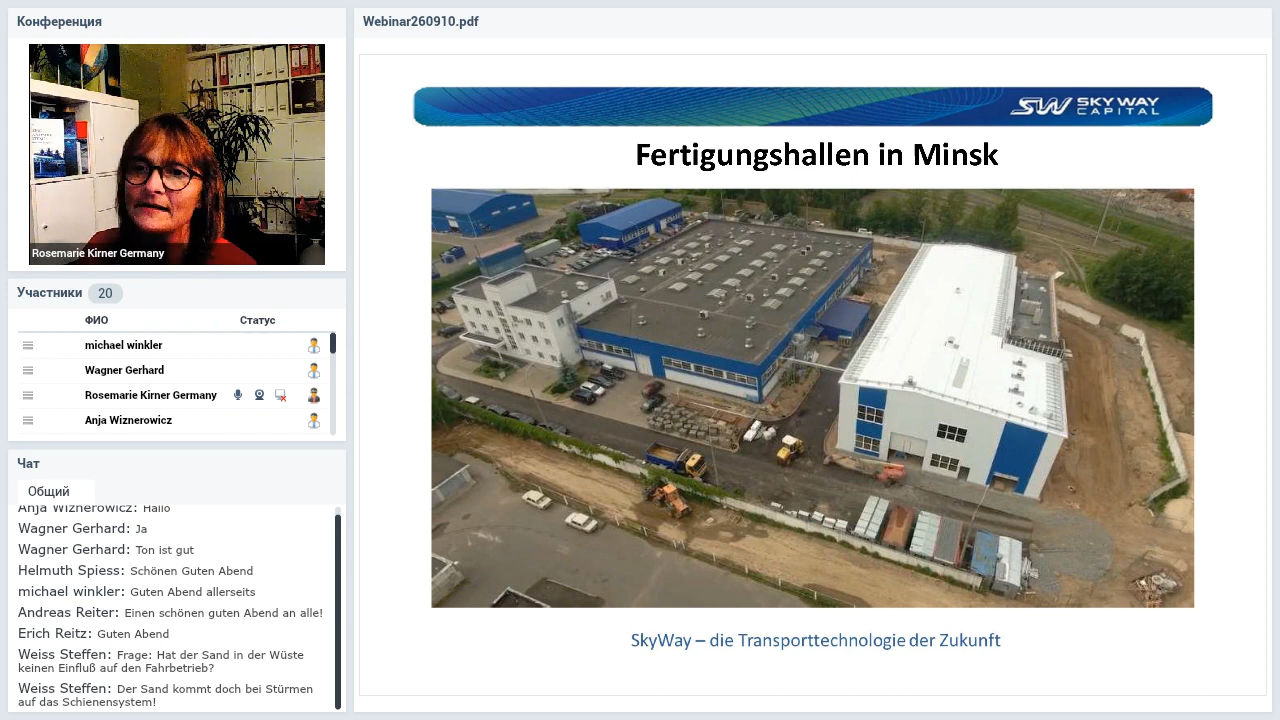 Конференция
Rosemarie Kirner Germany
Участники 20
ФИО Статус
michael winkler
Wagner Gerhard
Rosemarie Kirner Germany
Anja Wiznerowicz
Чат
Общий
Anja Wiznerowicz: Hallo
Wagner Gerhard: Ja
Wagner Gerhard: Ton ist gut
Helmuth Spiess: Schönen Guten Abend
michael winkler: Guten Abend allerseits
Andreas Reiter: Einen schönen guten Abend an alle!
Erich Reitz: Guten Abend
Weiss Steffen: Frage: Hat der Sand in der Wüste
keinen Einfluß auf den Fahrbetrieb?
Weiss Steffen: Der Sand kommt doch bei Stürmen
auf das Schienensystem!
Webinar260910.pdf
SW SKY WAY
CAPITAL
Fertigungshallen in Minsk
SkyWay – die Transporttechnologie der Zukunft